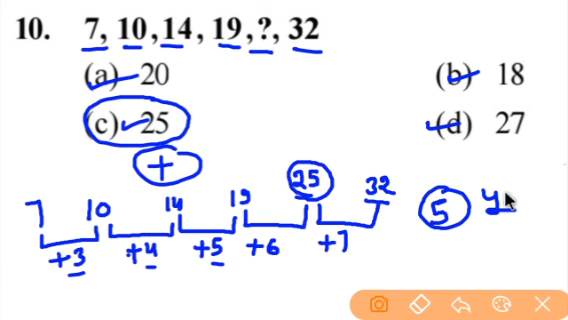 10. 7, 10, 14, 19, ?, 32
(a) 20 (b) 18
(c) 25 (d) 27
+
7 10 14 19 25 32 5
+3 +4 +5 +6 +7